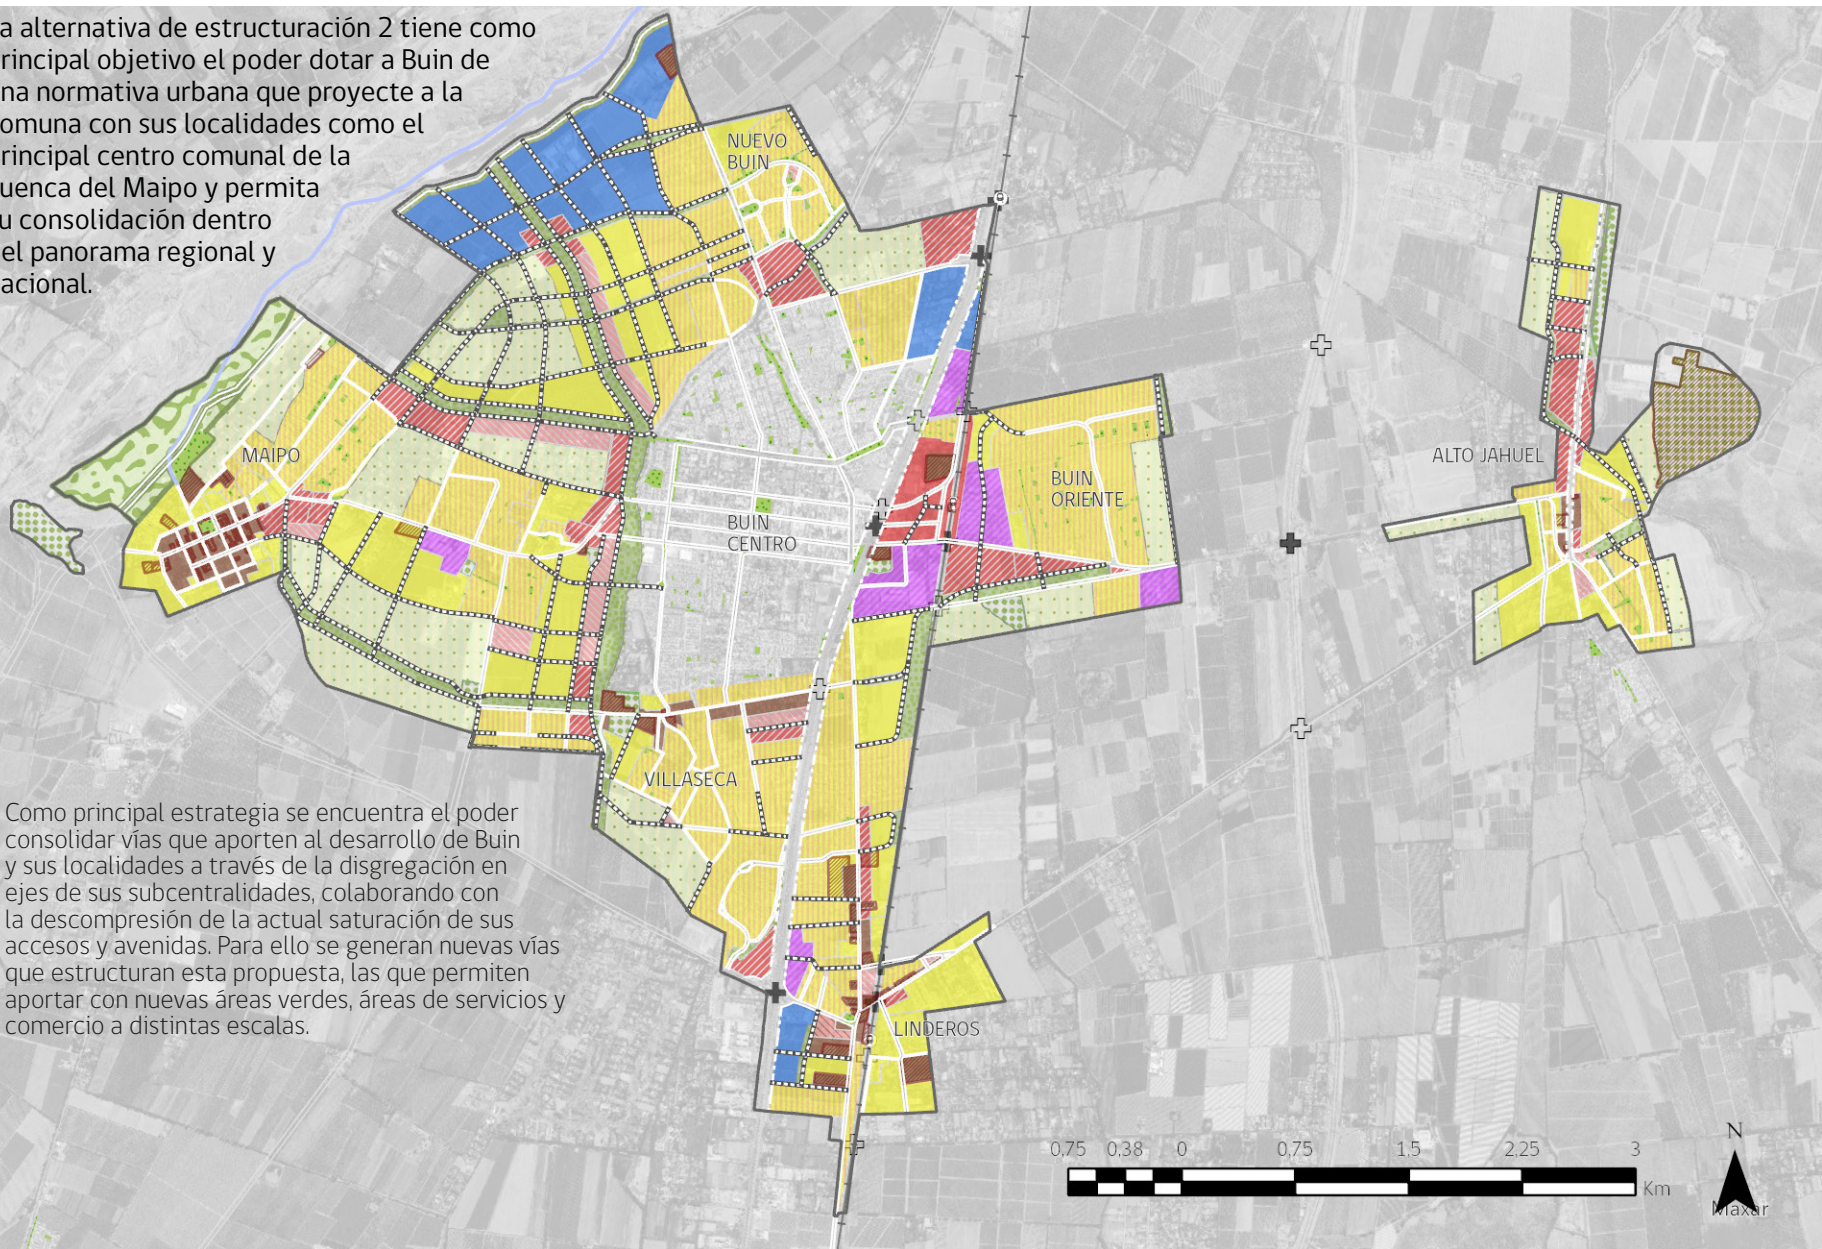 a alternativa de estructuración 2 tiene como
rincipal objetivo el poder dotar a Buin de
na normativa urbana que proyecte a la
omuna con sus localidades como el
rincipal centro comunal de la
uenca del Maipo y permita
u consolidación dentro
el panorama regional y
acional.
NUEVO
BUIN
MAIPO
ALTO JAHUEL
BUIN
ORIENTE
BUIN
CENTRO
VILLASECA
Como principal estrategia se encuentra el poder
consolidar vías que aporten al desarrollo de Buin
y sus localidades a través de la disgregación en
ejes de sus subcentralidades, colaborando con
la descompresión de la actual saturación de sus
accesos y avenidas. Para ello se generan nuevas vías
que estructuran esta propuesta, las que permiten
aportar con nuevas áreas verdes, áreas de servicios y
comercio a distintas escalas.
LINDEROS
0,75 0,38 0 0,75 1,5 2,25 3
Km
N
Maxar